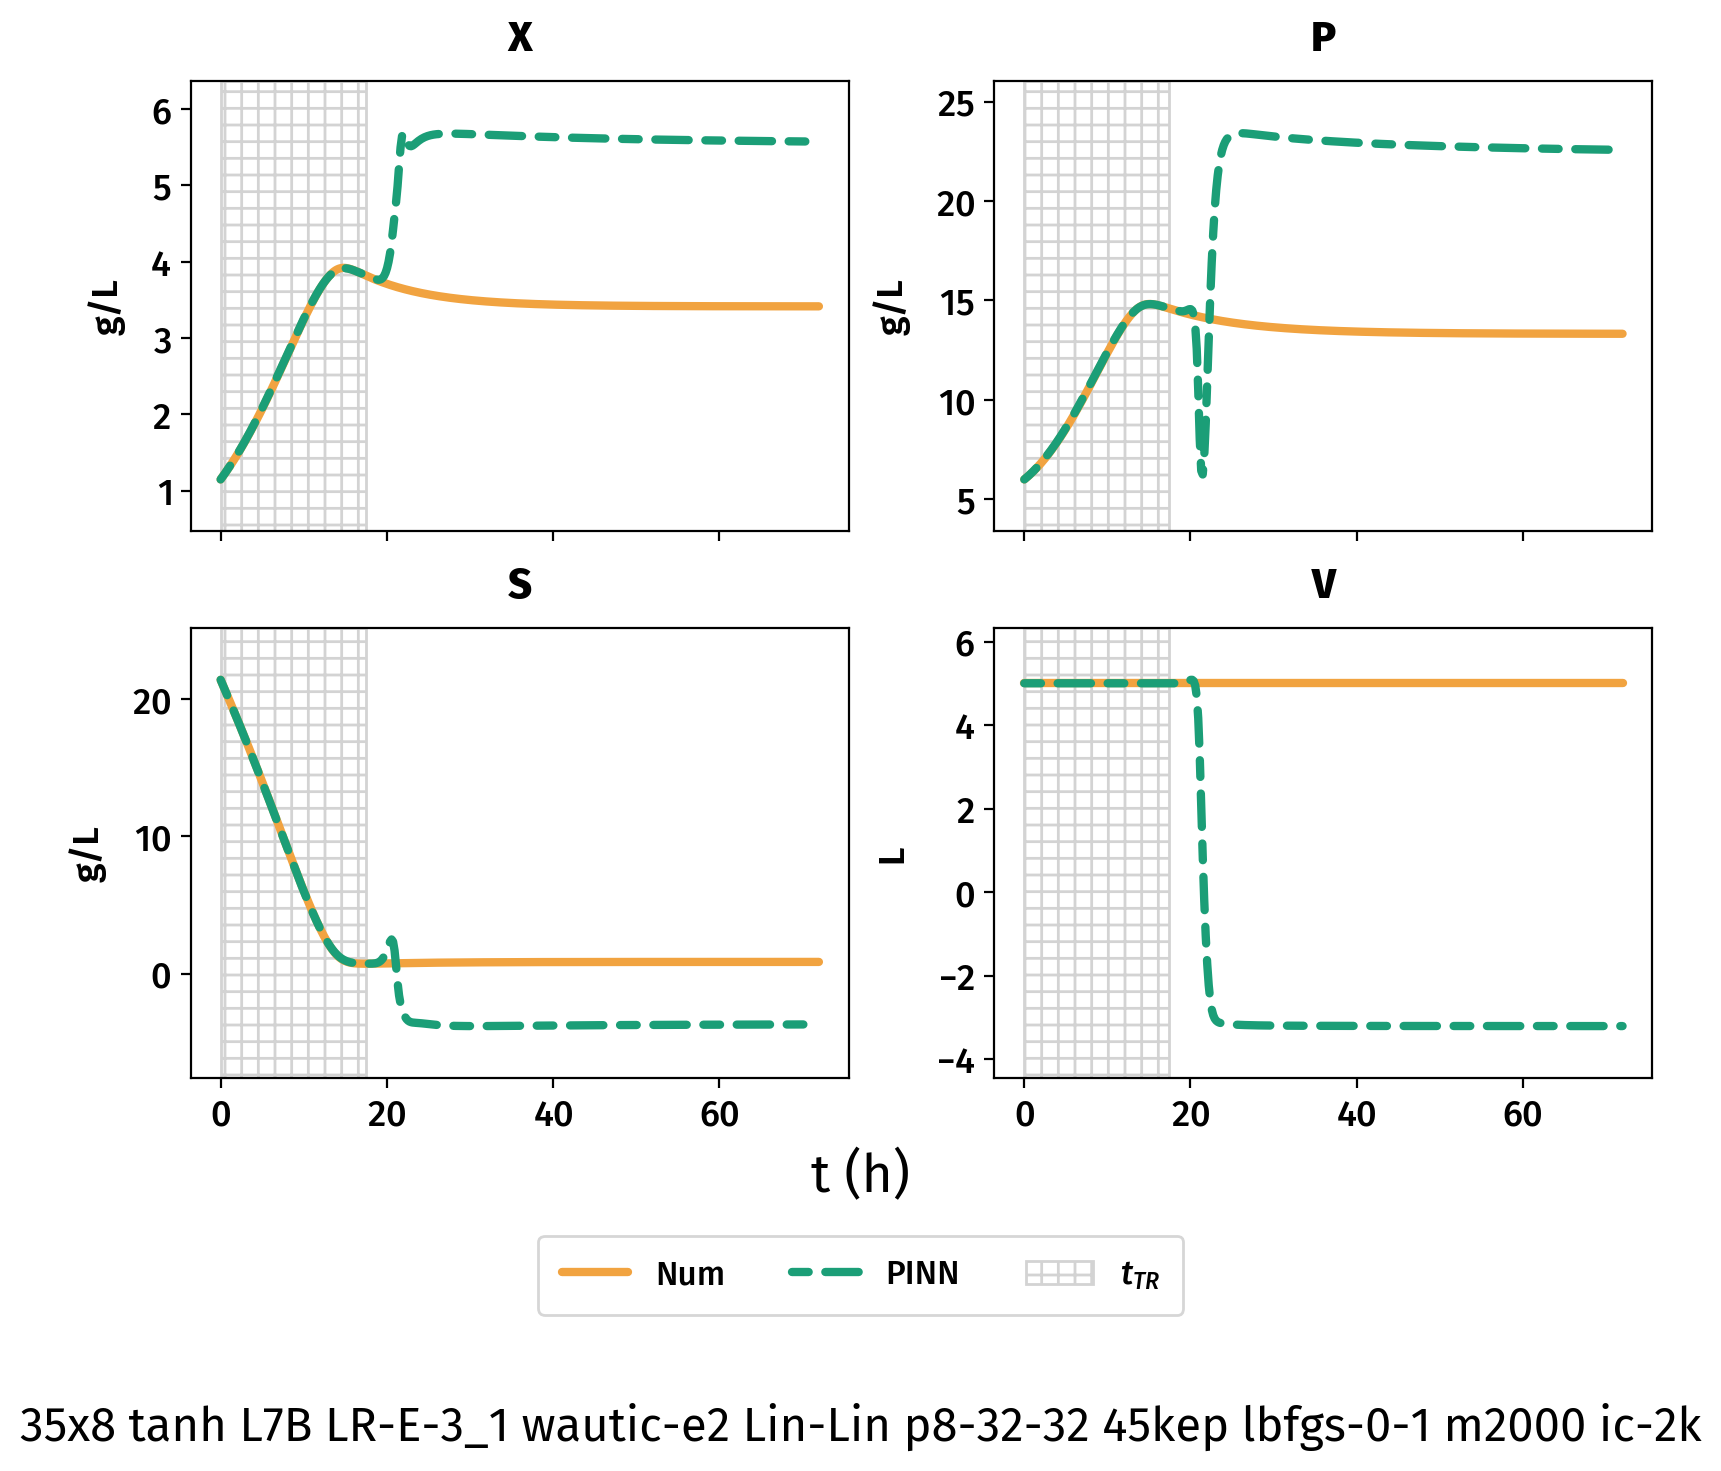 X
P
6
5
4
3
2
1
g/L
25
20
15
10
5
g/L
S
V
20
10
0
g/L
6
4
2
0
−2
−4
L
0 20 40 60
0 20 40 60
t (h)
Num PINN tTR
35x8 tanh L7B LR-E-3_1 wautic-e2 Lin-Lin p8-32-32 45kep lbfgs-0-1 m2000 ic-2k